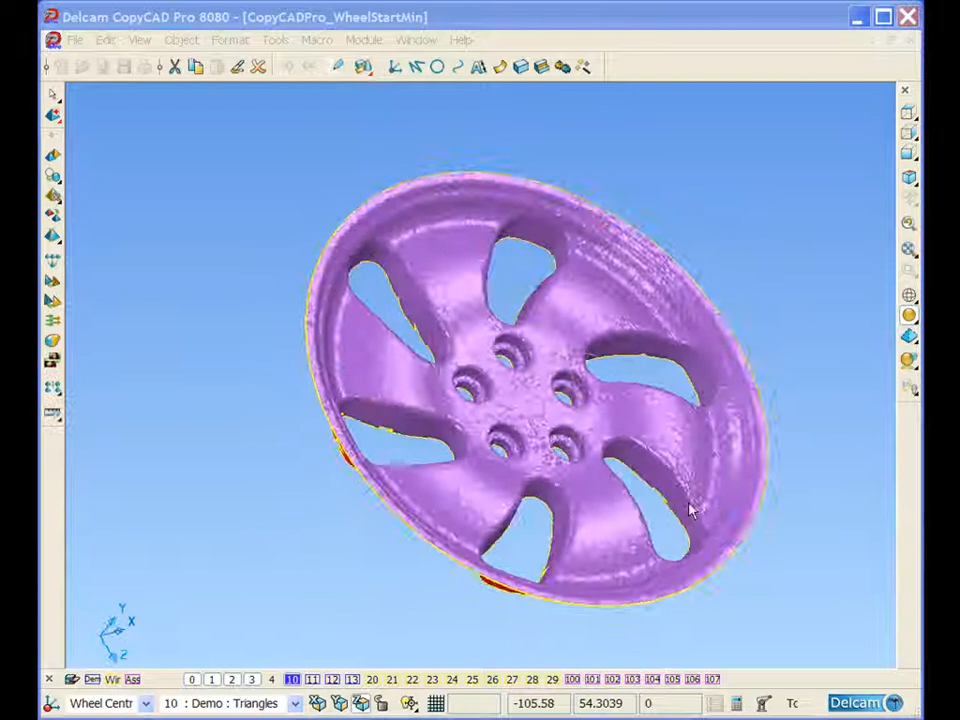 Delcam CopyCAD Pro 8080 - [CopyCADPro_WheelStartMin]
File Edit View Object Format Tools Macro Module Window Help
Y
X
Z
Dem Wir Ass 0 1 2 3 4 10 11 12 13 20 21 22 23 24 25 26 27 28 29 100 101 102 103 104 105 106 107
Wheel Centr 10 : Demo : Triangles -105.58 54.3039 0 Tc Delcam